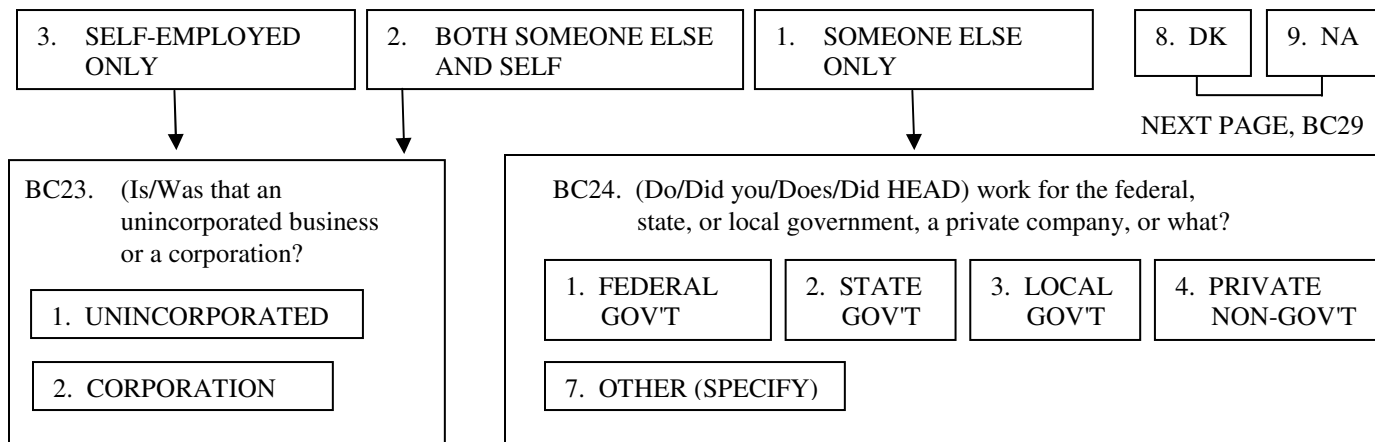 3. SELF-EMPLOYED
ONLY
2. BOTH SOMEONE ELSE
AND SELF
1. SOMEONE ELSE
ONLY
8. DK
9. NA
NEXT PAGE, BC29
BC23. (Is/Was that an
unincorporated business
or a corporation?
1. UNINCORPORATED
2. CORPORATION
BC24. (Do/Did you/Does/Did HEAD) work for the federal,
state, or local government, a private company, or what?
1. FEDERAL
GOV'T
2. STATE
GOV'T
3. LOCAL
GOV'T
4. PRIVATE
NON-GOV'T
7. OTHER (SPECIFY)